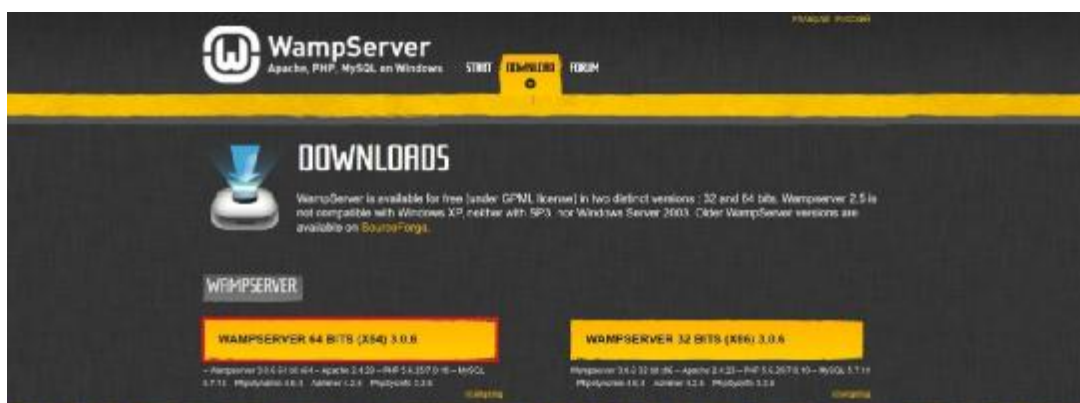 FRANÇAIS РУССКИЙ
WampServer
Apache, PHP, MySQL on Windows
START DOWNLOAD FORUM
DOWNLOADS
WampServer is available for free (under GPML license) in two distinct versions : 32 and 64 bits. Wampserver 2.5 is
not compatible with Windows XP, neither with SP3, nor Windows Server 2003. Older WampServer versions are
available on SourceForge.
WAMPSERVER
WAMPSERVER 64 BITS (X64) 3.0.6
WAMPSERVER 32 BITS (X86) 3.0.6